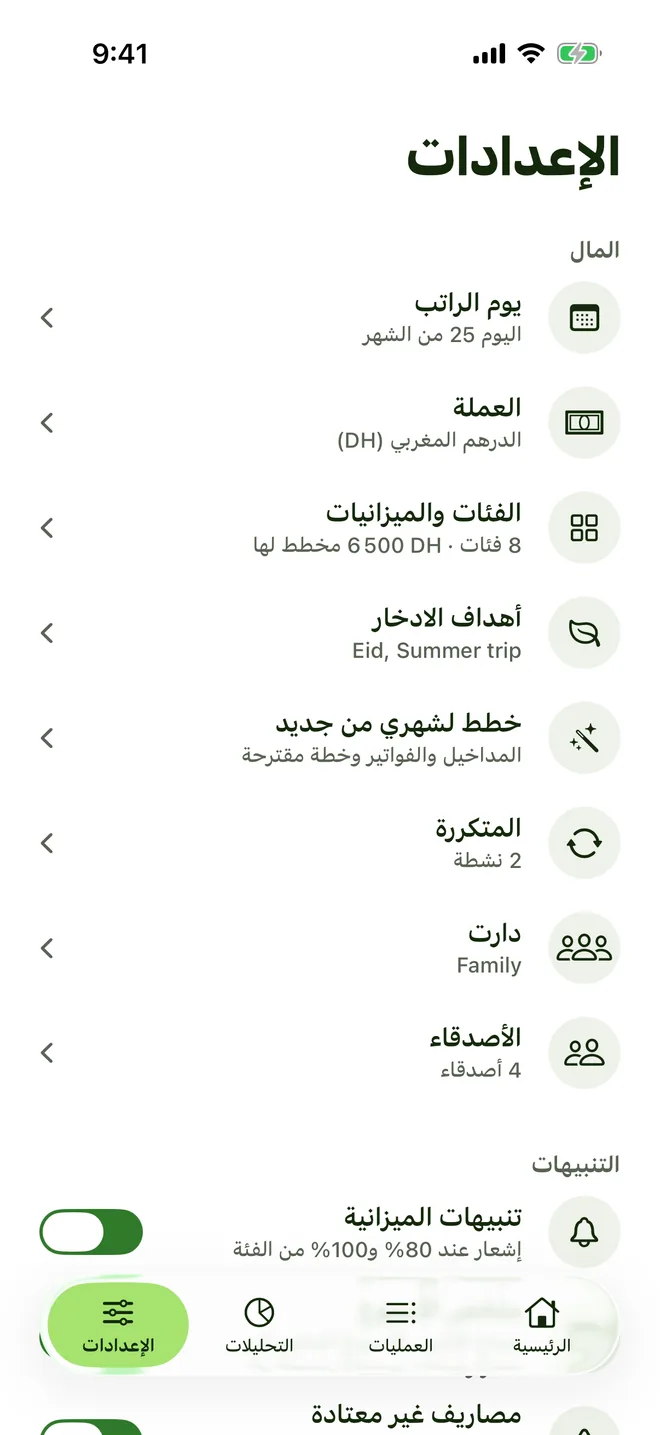 9:41
الإعدادات
المال
يوم الراتب
اليوم 25 من الشهر
العملة
الدرهم المغربي (DH)
الفئات والميزانيات
8 فئات · 6 500 DH مخطط لها
أهداف الادخار
Eid, Summer trip
خطط لشهري من جديد
المداخيل والفواتير وخطة مقترحة
المتكررة
2 نشطة
دارت
Family
الأصدقاء
4 أصدقاء
التنبيهات
تنبيهات الميزانية
إشعار عند 80% و100% من الفئة
الرئيسية
العمليات
التحليلات
الإعدادات
مصاريف غير معتادة